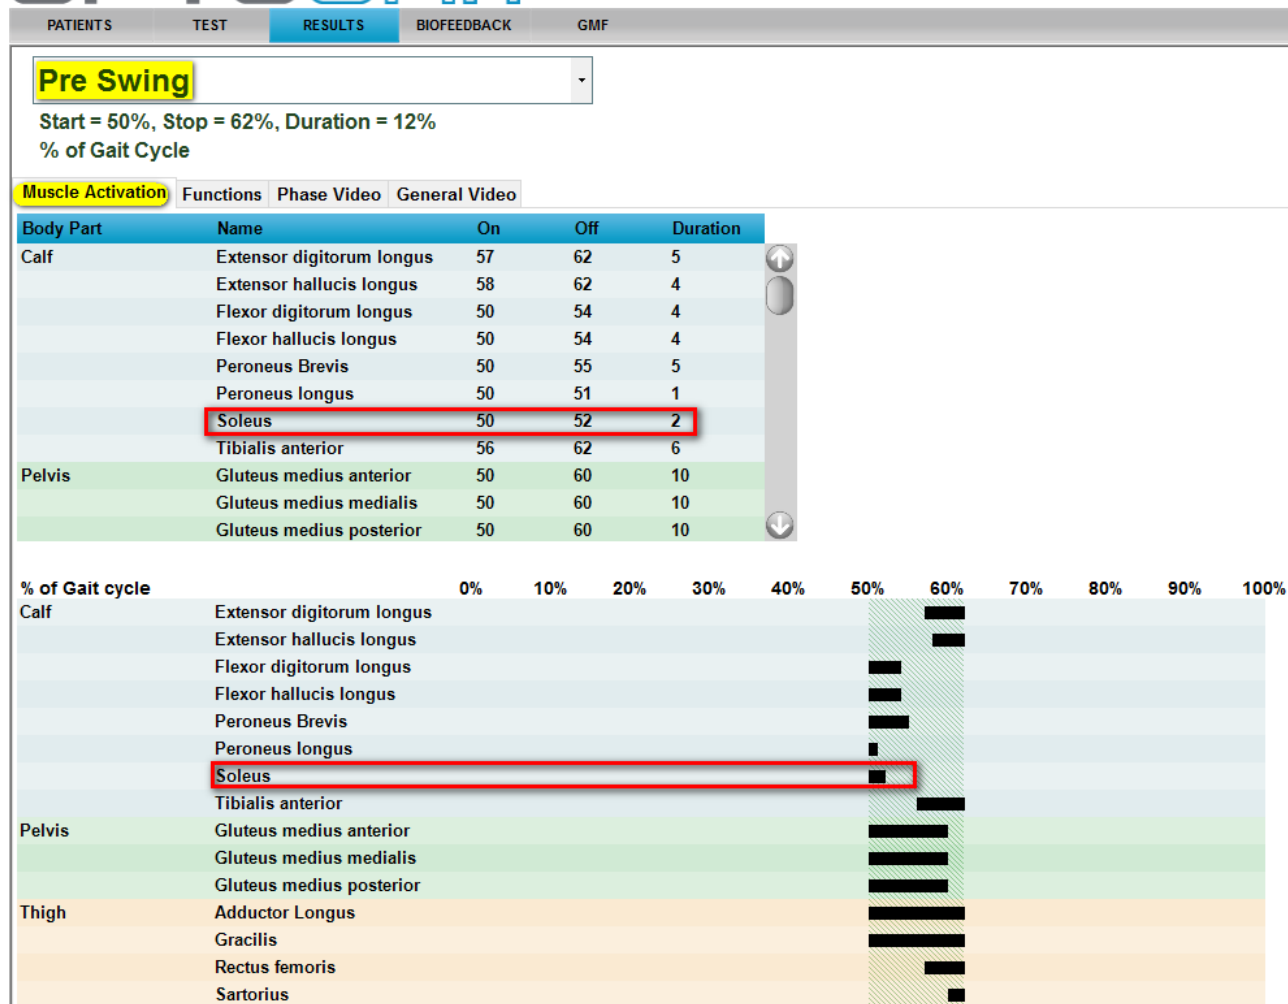 PATIENTS TEST RESULTS BIOFEEDBACK GMF
Pre Swing
Start = 50%, Stop = 62%, Duration = 12%
% of Gait Cycle
Muscle Activation Functions Phase Video General Video
Body Part Name On Off Duration
Calf Extensor digitorum longus 57 62 5
Extensor hallucis longus 58 62 4
Flexor digitorum longus 50 54 4
Flexor hallucis longus 50 54 4
Peroneus Brevis 50 55 5
Peroneus longus 50 51 1
Soleus 50 52 2
Tibialis anterior 56 62 6
Pelvis Gluteus medius anterior 50 60 10
Gluteus medius medialis 50 60 10
Gluteus medius posterior 50 60 10
% of Gait cycle 0% 10% 20% 30% 40% 50% 60% 70% 80% 90% 100%
Calf Extensor digitorum longus
Extensor hallucis longus
Flexor digitorum longus
Flexor hallucis longus
Peroneus Brevis
Peroneus longus
Soleus
Tibialis anterior
Pelvis Gluteus medius anterior
Gluteus medius medialis
Gluteus medius posterior
Thigh Adductor Longus
Gracilis
Rectus femoris
Sartorius